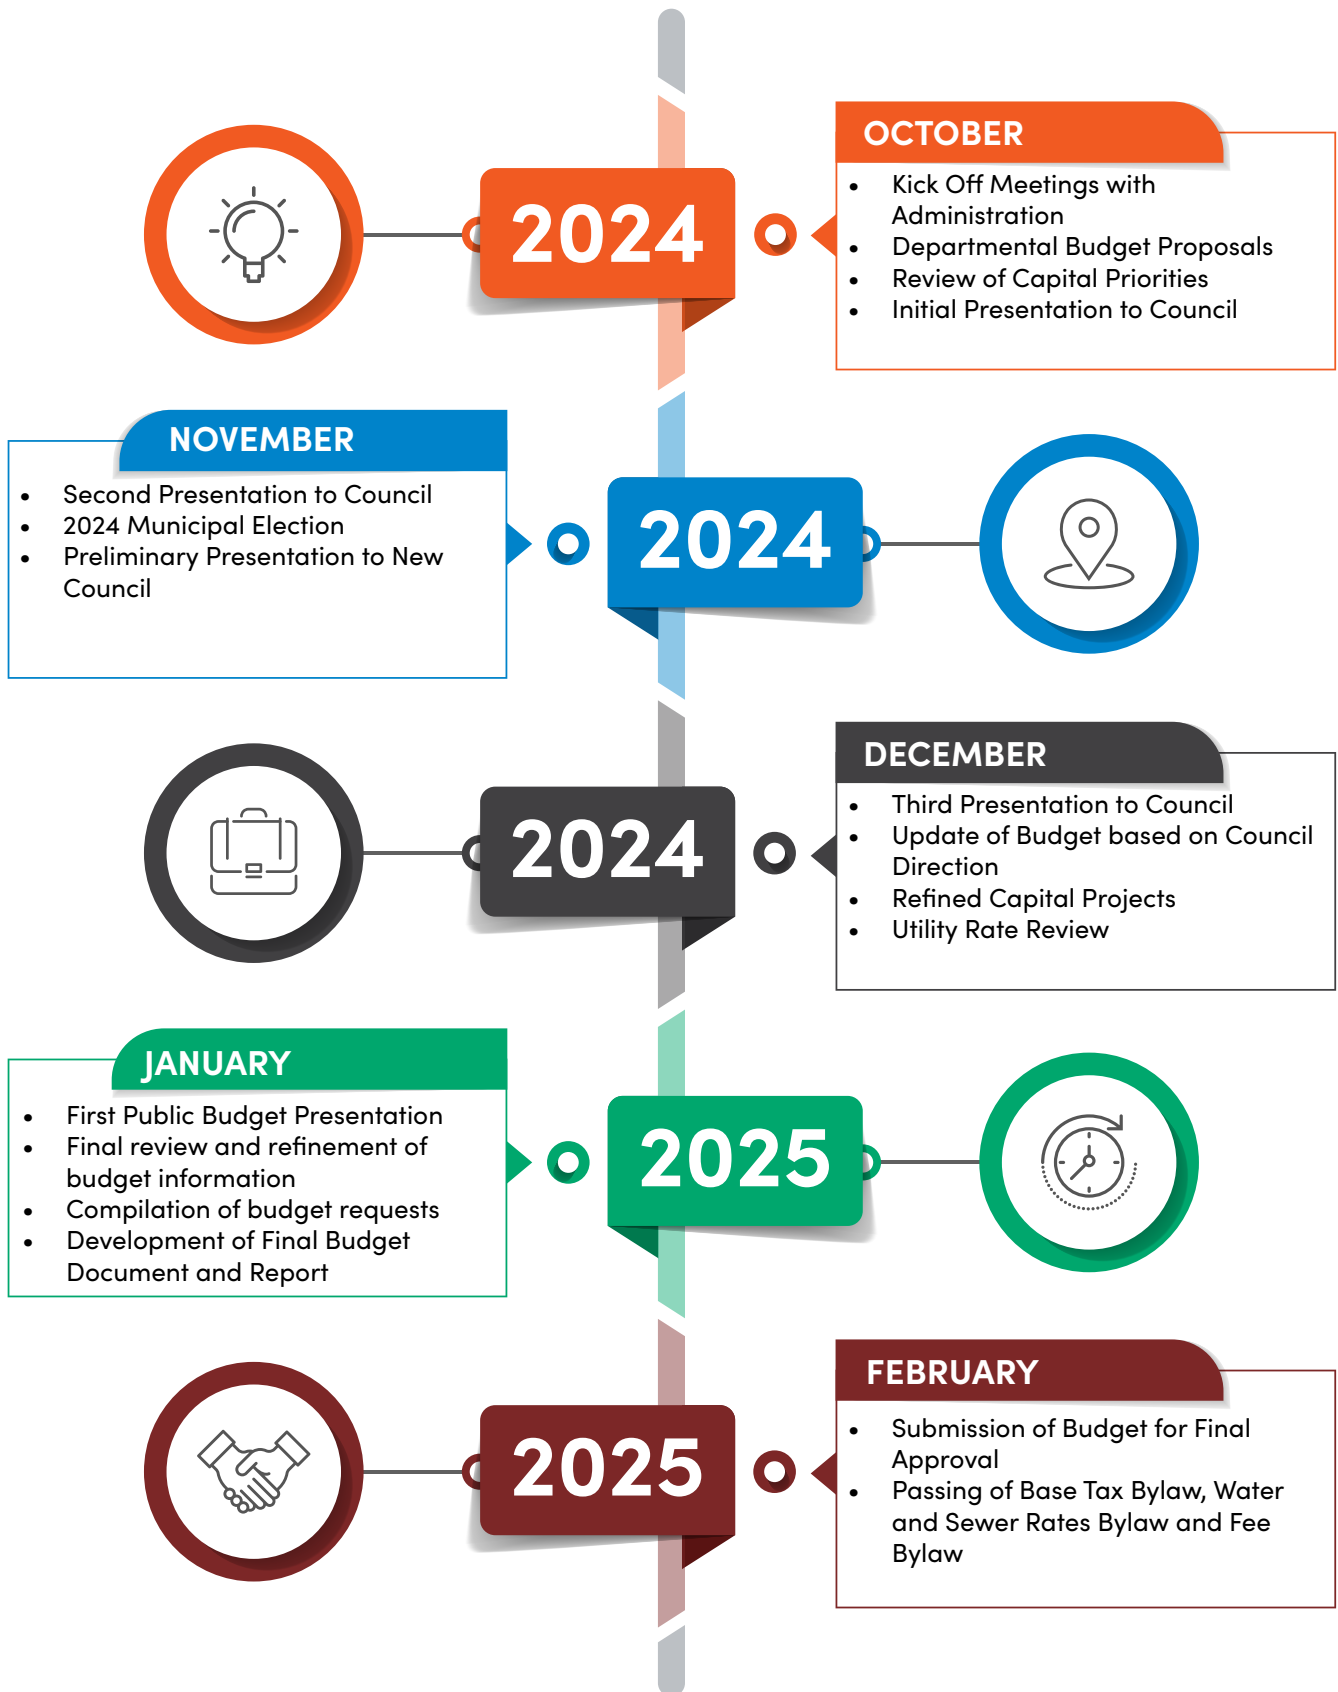 2024
OCTOBER
• Kick Off Meetings with
Administration
• Departmental Budget Proposals
• Review of Capital Priorities
• Initial Presentation to Council
NOVEMBER
• Second Presentation to Council
• 2024 Municipal Election
• Preliminary Presentation to New
Council
2024
2024
DECEMBER
• Third Presentation to Council
• Update of Budget based on Council
Direction
• Refined Capital Projects
• Utility Rate Review
JANUARY
• First Public Budget Presentation
• Final review and refinement of
budget information
• Compilation of budget requests
• Development of Final Budget
Document and Report
2025
2025
FEBRUARY
• Submission of Budget for Final
Approval
• Passing of Base Tax Bylaw, Water
and Sewer Rates Bylaw and Fee
Bylaw